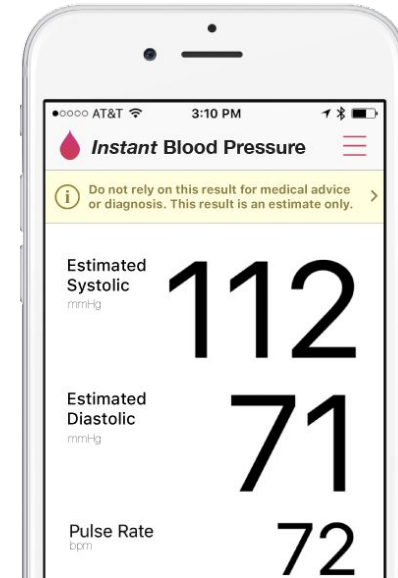 AT&T 3:10 PM
Instant Blood Pressure
Do not rely on this result for medical advice
or diagnosis. This result is an estimate only.
Estimated
Systolic
mmHg
112
Estimated
Diastolic
mmHg
71
Pulse Rate
bpm
72